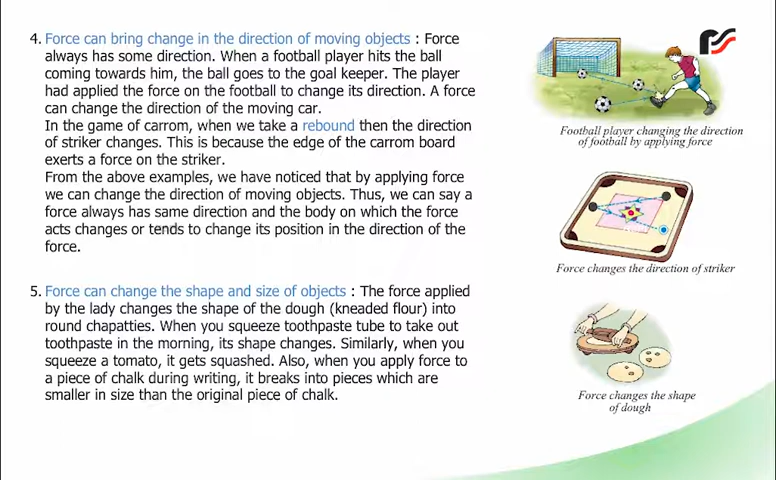 4. Force can bring change in the direction of moving objects : Force
always has some direction. When a football player hits the ball
coming towards him, the ball goes to the goal keeper. The player
had applied the force on the football to change its direction. A force
can change the direction of the moving car.
In the game of carrom, when we take a rebound then the direction
of striker changes. This is because the edge of the carrom board
exerts a force on the striker.
From the above examples, we have noticed that by applying force
we can change the direction of moving objects. Thus, we can say a
force always has same direction and the body on which the force
acts changes or tends to change its position in the direction of the
force.
5. Force can change the shape and size of objects : The force applied
by the lady changes the shape of the dough (kneaded flour) into
round chapatties. When you squeeze toothpaste tube to take out
toothpaste in the morning, its shape changes. Similarly, when you
squeeze a tomato, it gets squashed. Also, when you apply force to
a piece of chalk during writing, it breaks into pieces which are
smaller in size than the original piece of chalk.
Football player changing the direction
of football by applying force
Force changes the direction of striker
Force changes the shape
of dough